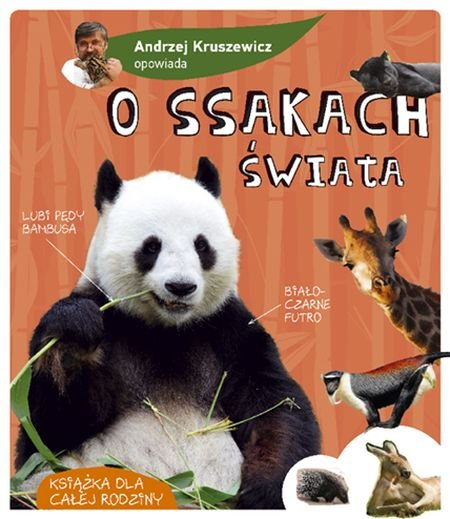 Andrzej Kruszewicz
opowiada
O SSAKACH
ŚWIATA
LUBI PĘDY
BAMBUSA
BIAŁO-
CZARNE
FUTRO
KSIĄŻKA DLA
CAŁEJ RODZINY